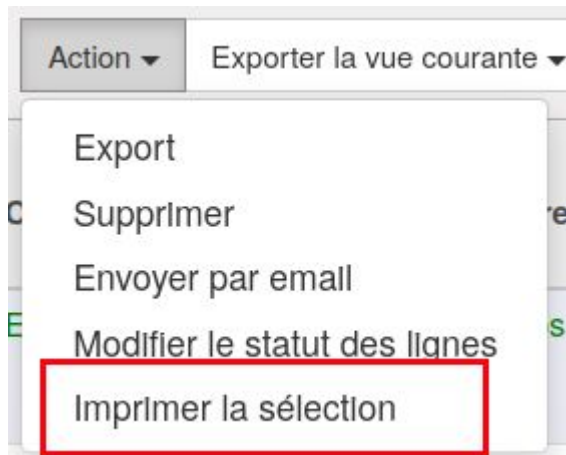 Action Exporter la vue courante
Export
Supprimer
Envoyer par email
Modifier le statut des lignes
Imprimer la sélection